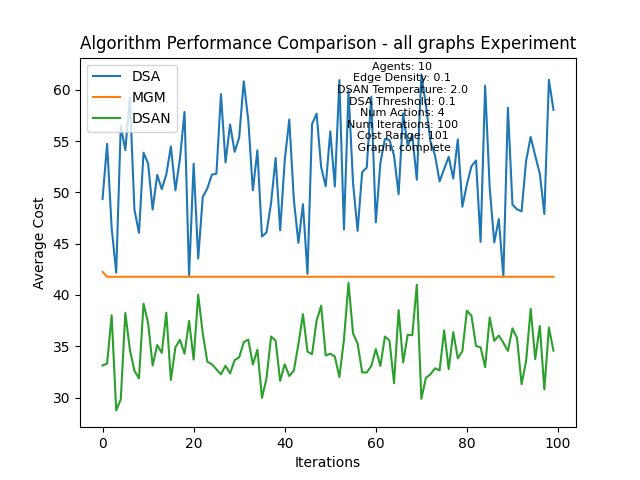 Algorithm Performance Comparison - all graphs Experiment
DSA
MGM
DSAN
Agents: 10
Edge Density: 0.1
DSAN Temperature: 2.0
DSA Threshold: 0.1
Num Actions: 4
Num Iterations: 100
Cost Range: 101
Graph: complete
Average Cost
60
55
50
45
40
35
30
0 20 40 60 80 100
Iterations